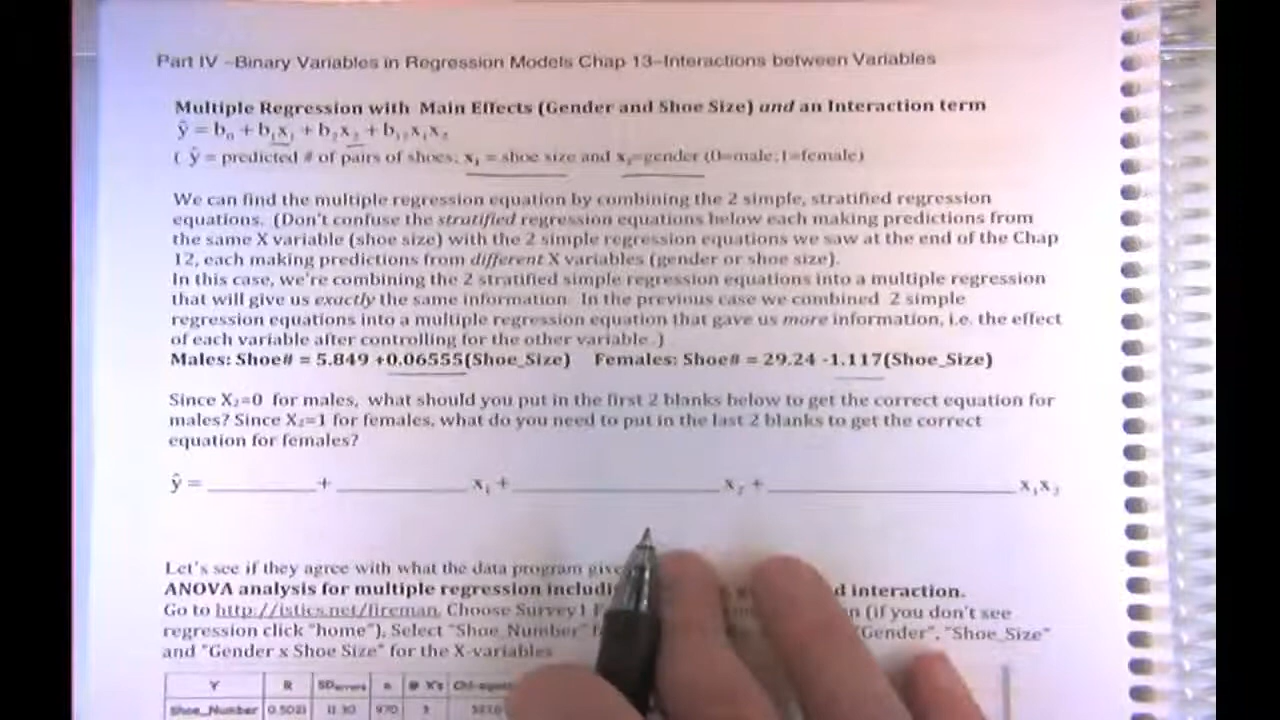 Part IV –Binary Variables in Regression Models Chap 13–Interactions between Variables
Multiple Regression with Main Effects (Gender and Shoe Size) and an Interaction term
ŷ = b₀ + b₁x₁ + b₂x₂ + b₁₂x₁x₂
( ŷ = predicted # of pairs of shoes; x₁ = shoe size and x₂=gender (0=male; 1=female)
We can find the multiple regression equation by combining the 2 simple, stratified regression
equations. (Don't confuse the stratified regression equations below each making predictions from
the same X variable (shoe size) with the 2 simple regression equations we saw at the end of the Chap
12, each making predictions from different X variables (gender or shoe size).
In this case, we're combining the 2 stratified simple regression equations into a multiple regression
that will give us exactly the same information. In the previous case we combined 2 simple
regression equations into a multiple regression equation that gave us more information, i.e. the effect
of each variable after controlling for the other variable.)
Males: Shoe# = 5.849 +0.06555(Shoe_Size) Females: Shoe# = 29.24 -1.117(Shoe_Size)
Since X₂=0 for males, what should you put in the first 2 blanks below to get the correct equation for
males? Since X₂=1 for females, what do you need to put in the last 2 blanks to get the correct
equation for females?
ŷ = ________ + ________ x₁ + ________ x₂ + ________ x₁x₂
Let's see if they agree with what the data program give
ANOVA analysis for multiple regression includi d interaction.
Go to http://istics.net/fireman. Choose Survey1 n (if you don't see
regression click "home"), Select "Shoe_Number" f "Gender", "Shoe_Size"
and "Gender x Shoe Size" for the X-variables
Y R SDerrors n # X's
Shoe_Number 970 3